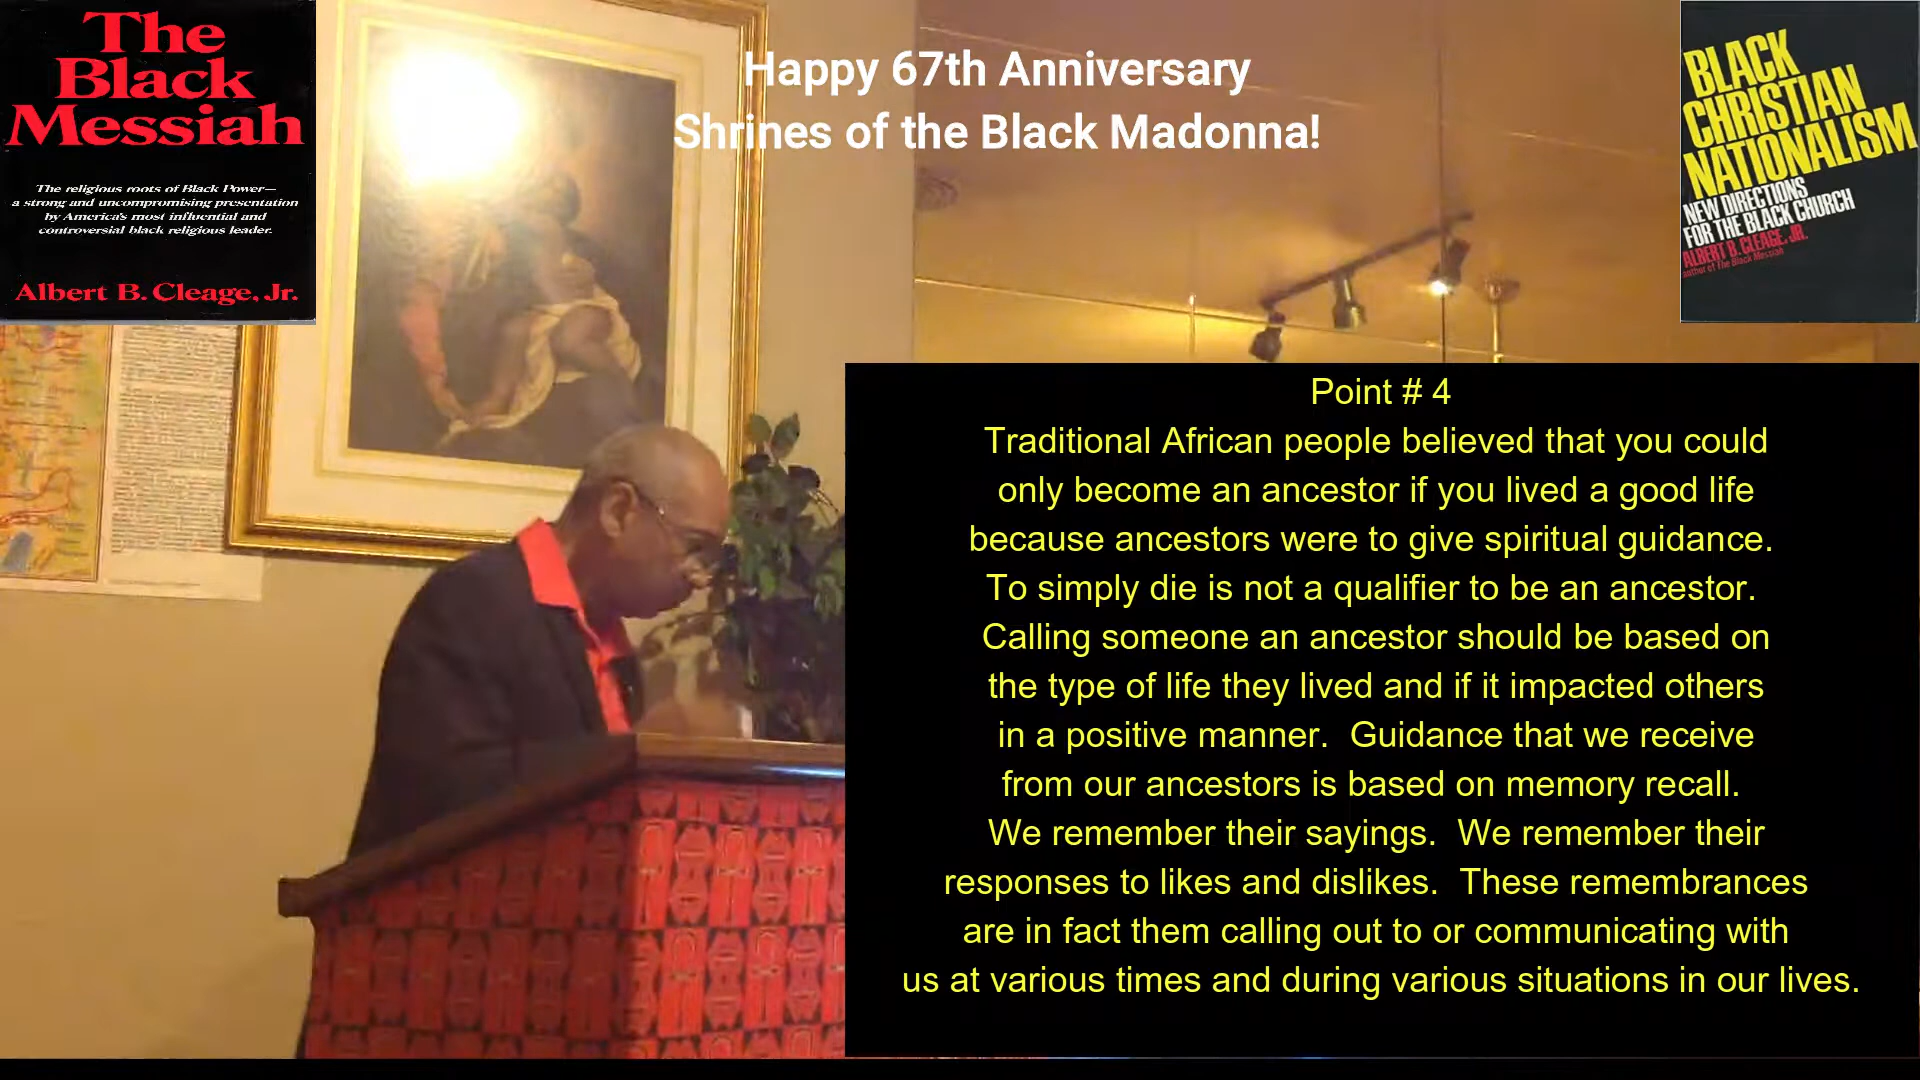 The
Black
Messiah
The religious roots of Black Power—
a strong and uncompromising presentation
by America's most influential and
controversial black religious leader.
Albert B. Cleage, Jr.
Happy 67th Anniversary
Shrines of the Black Madonna!
BLACK
CHRISTIAN
NATIONALISM
NEW DIRECTIONS
FOR THE BLACK CHURCH
ALBERT B. CLEAGE, JR.
author of The Black Messiah
Point # 4
Traditional African people believed that you could
only become an ancestor if you lived a good life
because ancestors were to give spiritual guidance.
To simply die is not a qualifier to be an ancestor.
Calling someone an ancestor should be based on
the type of life they lived and if it impacted others
in a positive manner.  Guidance that we receive
from our ancestors is based on memory recall.
We remember their sayings.  We remember their
responses to likes and dislikes.  These remembrances
are in fact them calling out to or communicating with
us at various times and during various situations in our lives.